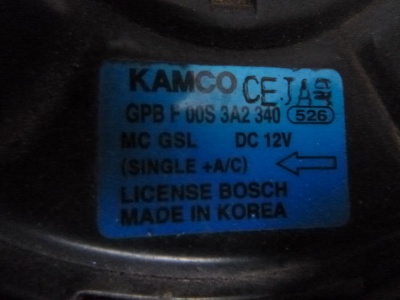 KAMCO CEJA
GPB F 00S 3A2 340 526
MC GSL DC 12V
(SINGLE +A/C)
LICENSE BOSCH
MADE IN KOREA